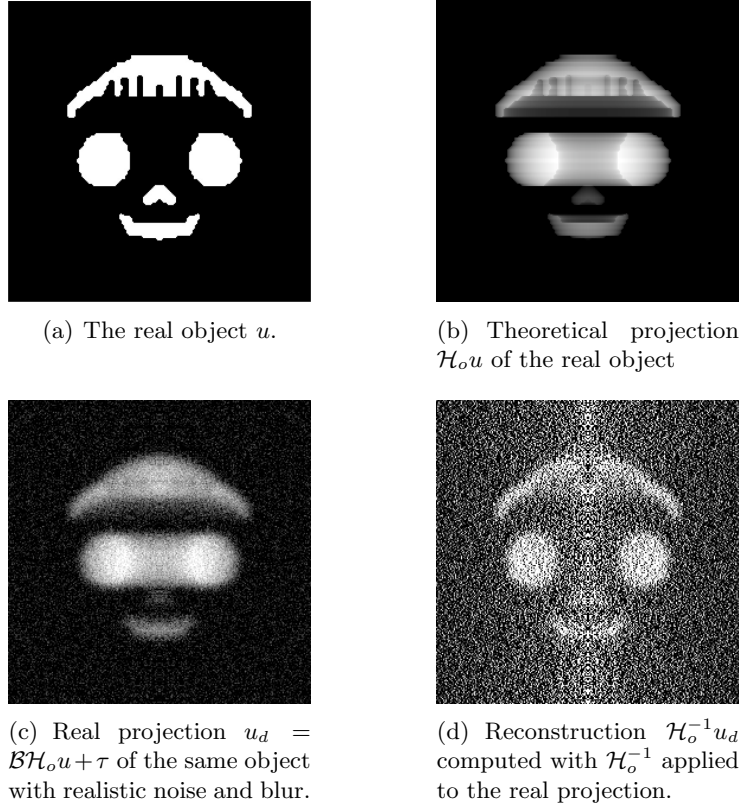 (a) The real object u.
(b) Theoretical projection
ℋₒu of the real object
(c) Real projection u_d =
ℬℋₒu+τ of the same object
with realistic noise and blur.
(d) Reconstruction ℋₒ⁻¹u_d
computed with ℋₒ⁻¹ applied
to the real projection.